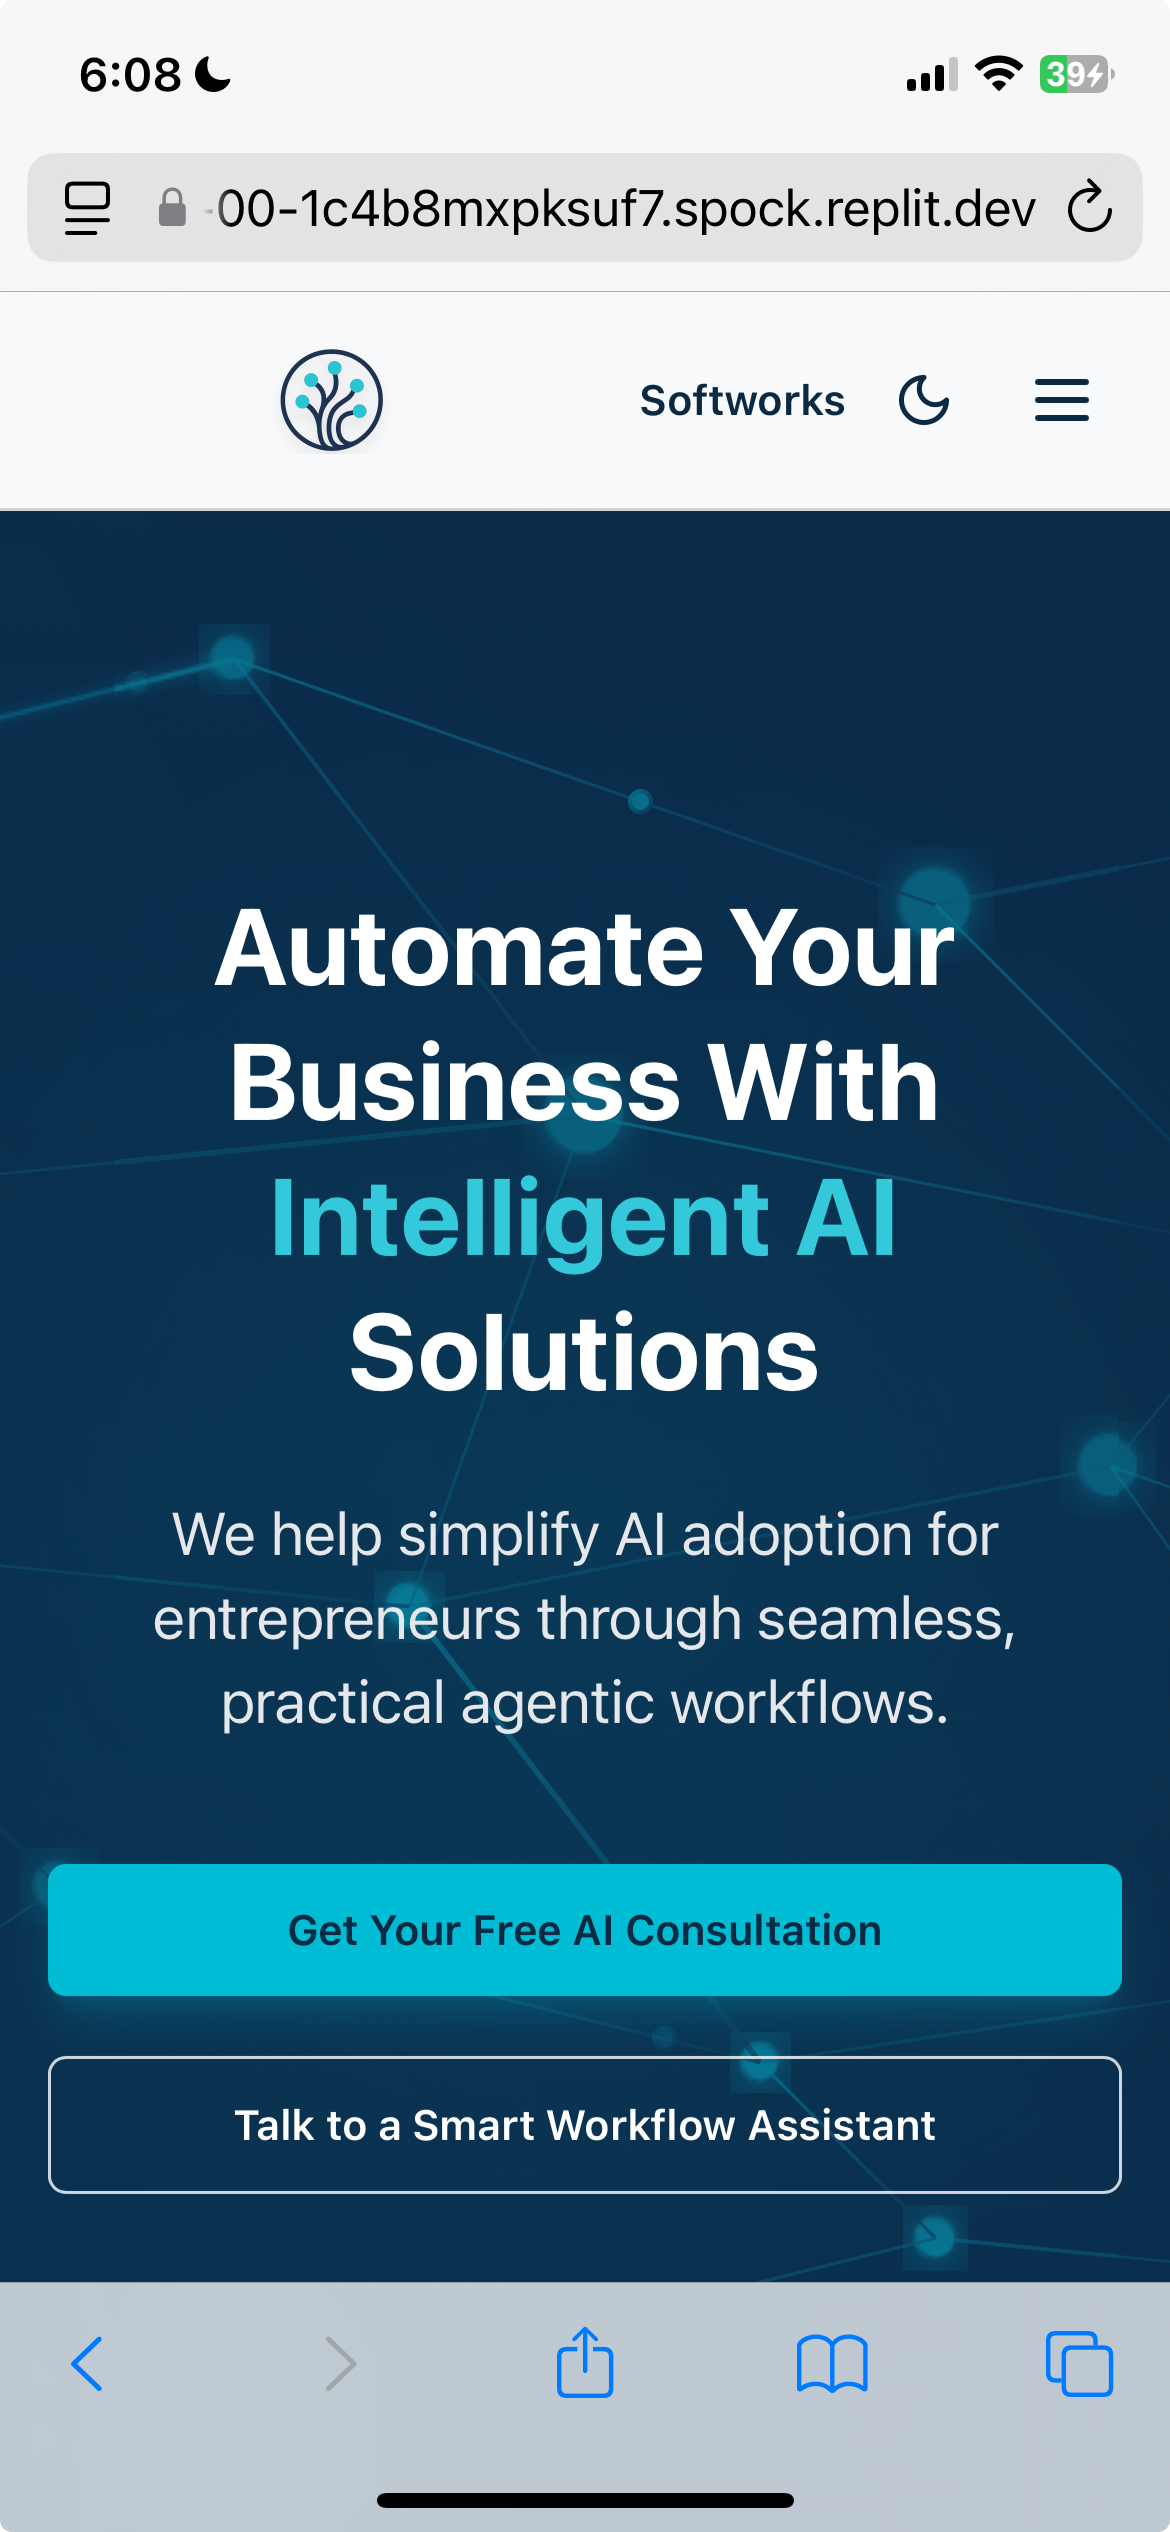 6:08
39
-00-1c4b8mxpksuf7.spock.replit.dev
Softworks
Automate Your
Business With
Intelligent AI
Solutions
We help simplify AI adoption for
entrepreneurs through seamless,
practical agentic workflows.
Get Your Free AI Consultation
Talk to a Smart Workflow Assistant